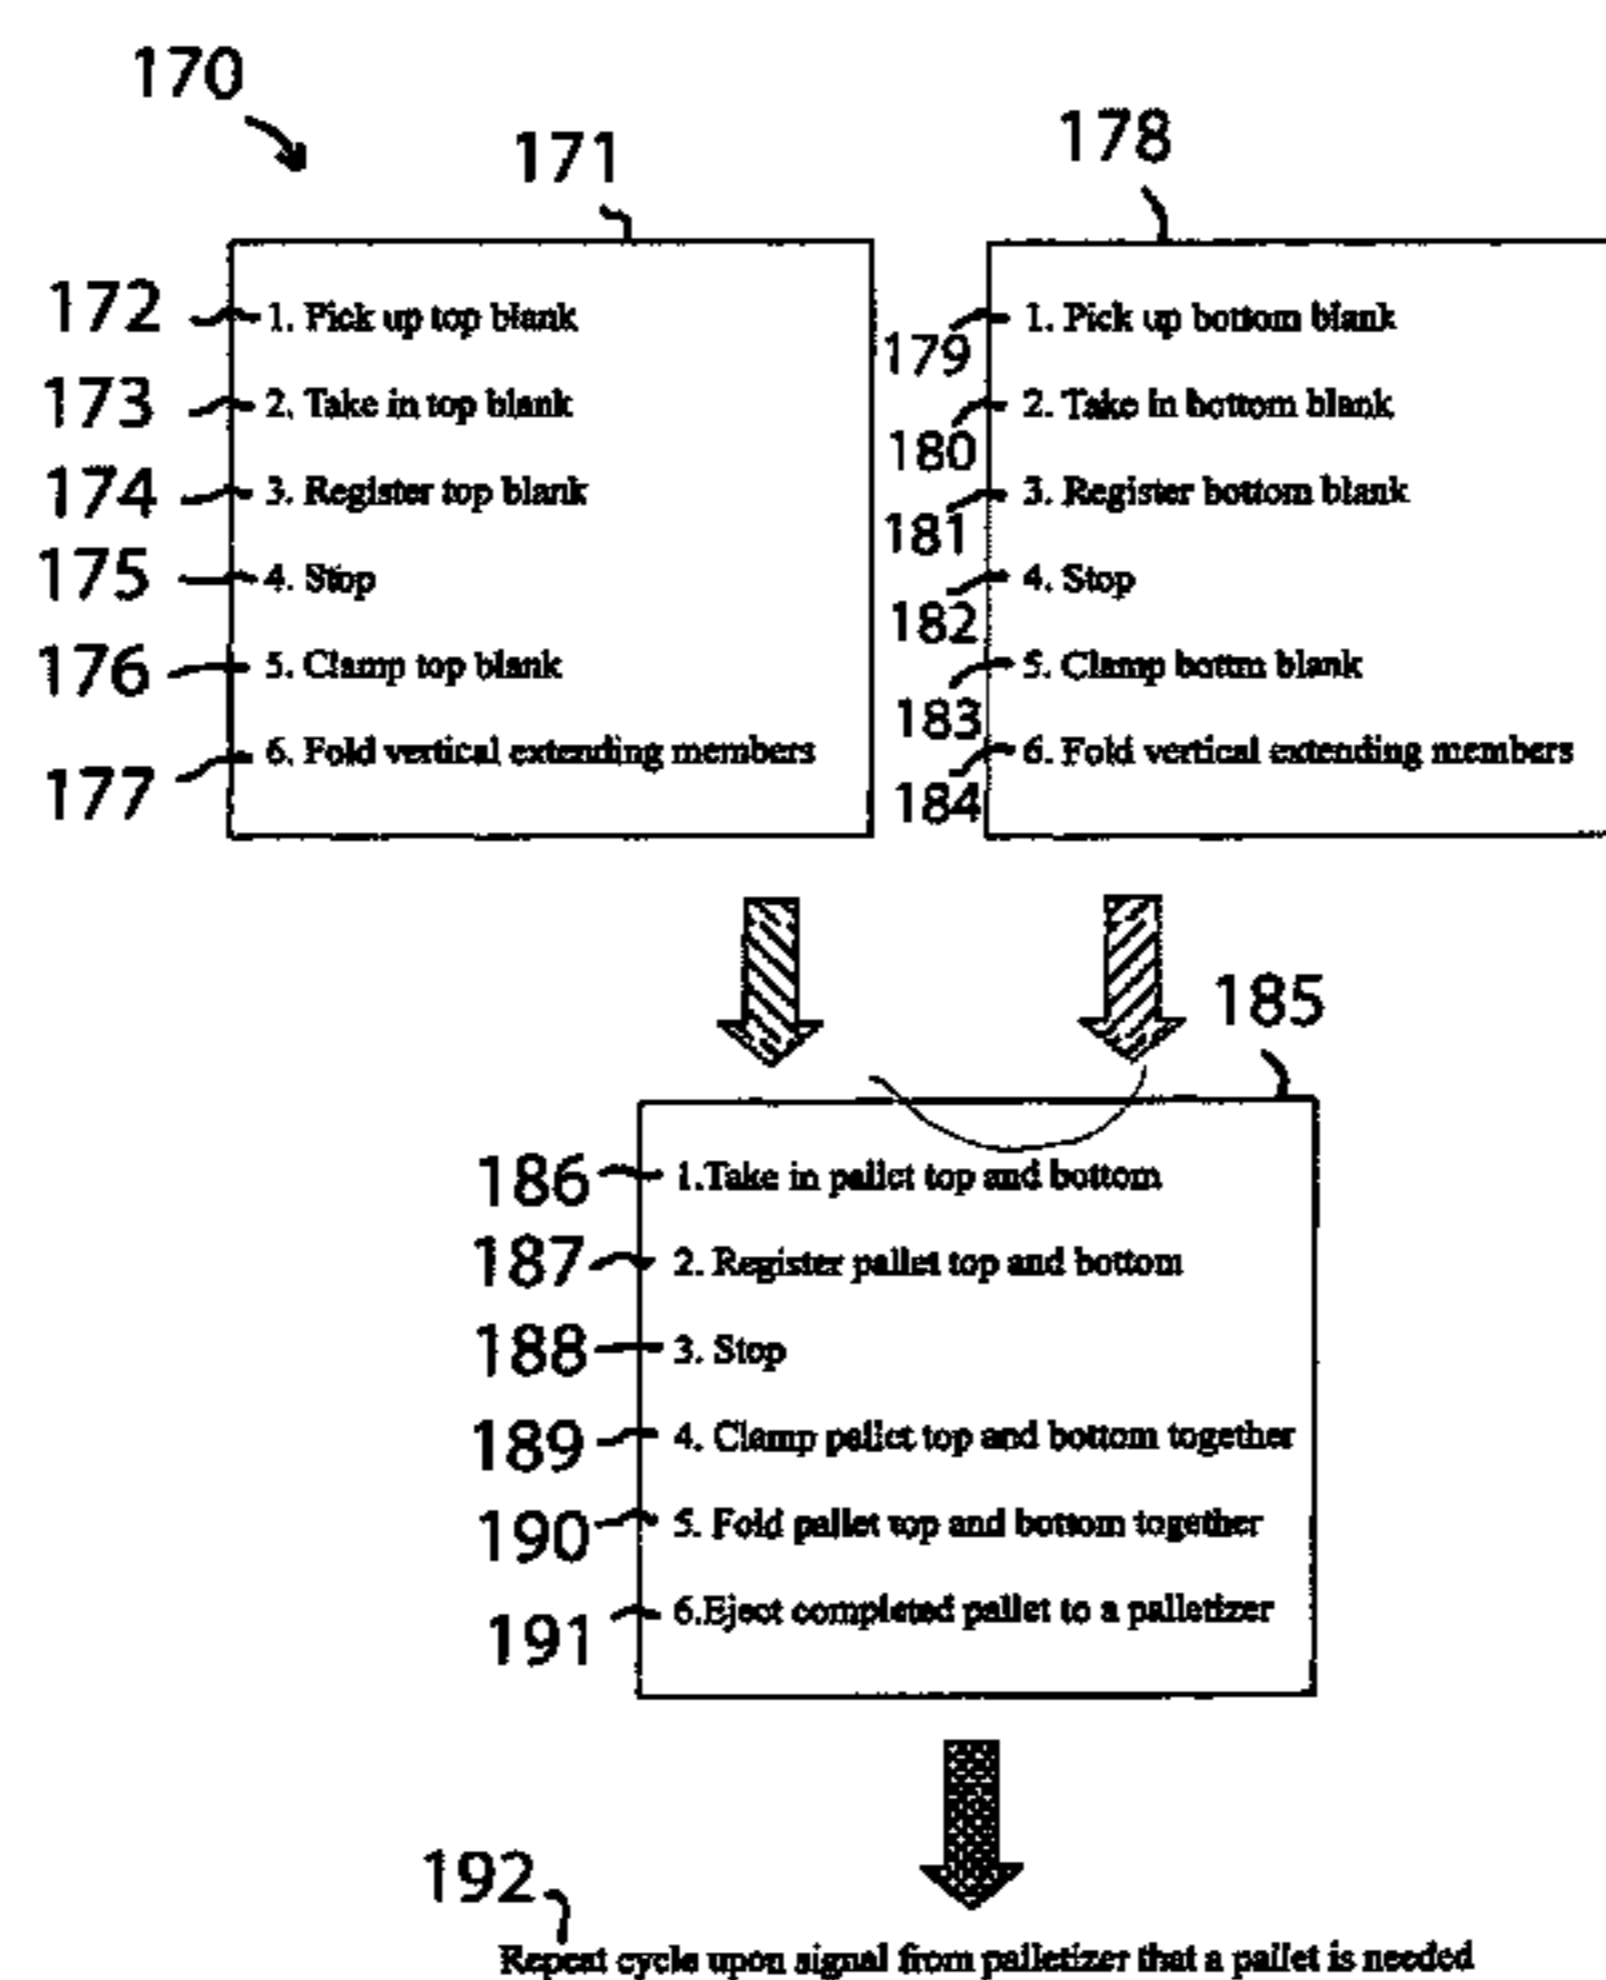 170
171
178
172 1. Pick up top blank
173 2. Take in top blank
174 3. Register top blank
175 4. Stop
176 5. Clamp top blank
177 6. Fold vertical extending members
179 1. Pick up bottom blank
180 2. Take in bottom blank
181 3. Register bottom blank
182 4. Stop
183 5. Clamp bottm blank
184 6. Fold vertical extending members
185
186 1.Take in pallet top and bottom
187 2. Register pallet top and bottom
188 3. Stop
189 4. Clamp pallet top and bottom together
190 5. Fold pallet top and bottom together
191 6.Eject completed pallet to a palletizer
192
Repeat cycle upon signal from palletizer that a pallet is needed